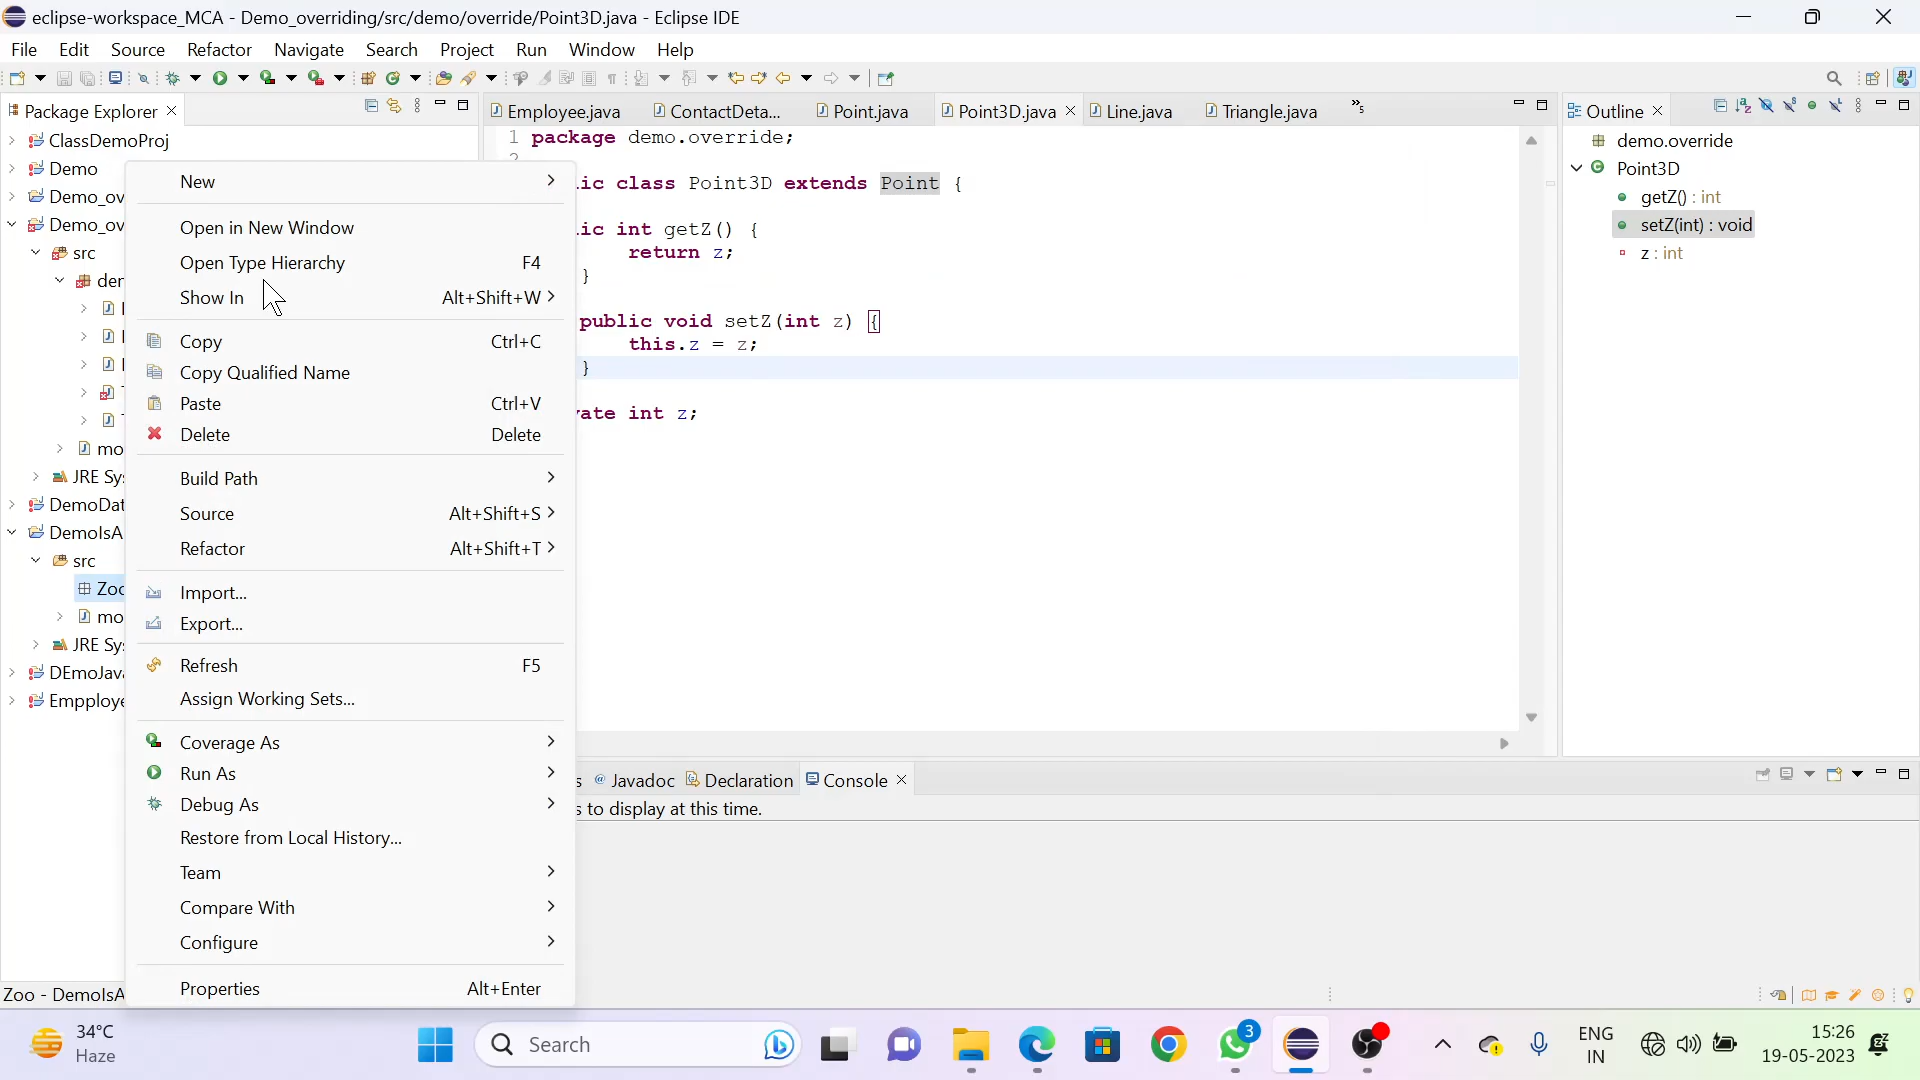 eclipse-workspace_MCA - Demo_overriding/src/demo/override/Point3D.java - Eclipse IDE
File Edit Source Refactor Navigate Search Project Run Window Help
Package Explorer
Employee.java ContactDeta... Point.java Point3D.java Line.java Triangle.java »5
Outline
ClassDemoProj
Demo
Demo_ov
Demo_ov
src
JRE Sy
DemoDat
DemoIsA
src
Zoo
mo
JRE Sy
DEmoJav
Empploye
New
Open in New Window
Open Type Hierarchy F4
Show In Alt+Shift+W
Copy Ctrl+C
Copy Qualified Name
Paste Ctrl+V
Delete Delete
Build Path
Source Alt+Shift+S
Refactor Alt+Shift+T
Import...
Export...
Refresh F5
Assign Working Sets...
Coverage As
Run As
Debug As
Restore from Local History...
Team
Compare With
Configure
Properties Alt+Enter
1 package demo.override;
2
ic class Point3D extends Point {
ic int getZ() {
return z;
}
public void setZ(int z) {
this.z = z;
}
ate int z;
demo.override
Point3D
getZ() : int
setZ(int) : void
z : int
s Javadoc Declaration Console
s to display at this time.
Zoo - DemoIsA
34°C
Haze
Search
3
ENG
IN
15:26
19-05-2023